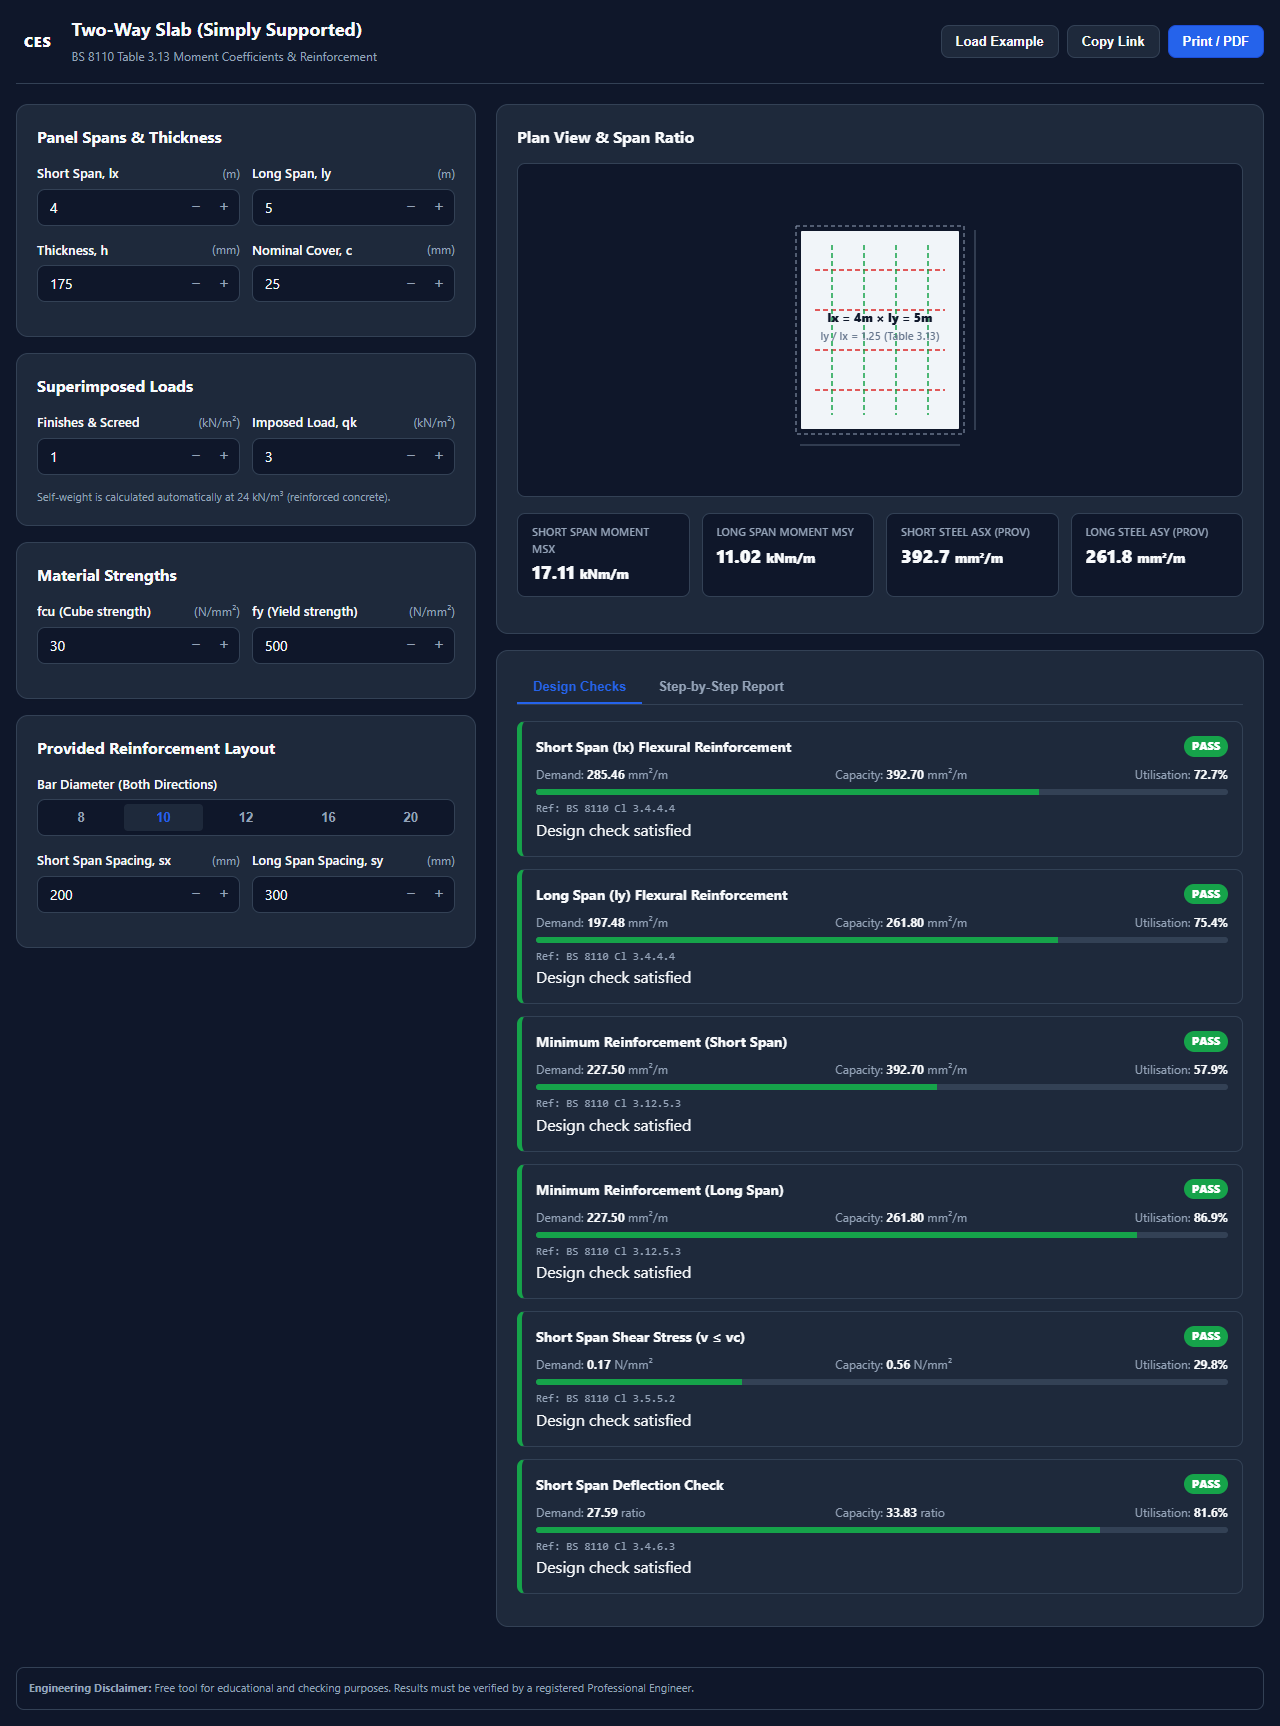 CES
Two-Way Slab (Simply Supported)
BS 8110 Table 3.13 Moment Coefficients & Reinforcement
Load Example
Copy Link
Print / PDF
Panel Spans & Thickness
Short Span, lx (m)
Long Span, ly (m)
4 − +
5 − +
Thickness, h (mm)
Nominal Cover, c (mm)
175 − +
25 − +
Superimposed Loads
Finishes & Screed (kN/m²)
Imposed Load, qk (kN/m²)
1 − +
3 − +
Self-weight is calculated automatically at 24 kN/m³ (reinforced concrete).
Material Strengths
fcu (Cube strength) (N/mm²)
fy (Yield strength) (N/mm²)
30 − +
500 − +
Provided Reinforcement Layout
Bar Diameter (Both Directions)
8 10 12 16 20
Short Span Spacing, sx (mm)
Long Span Spacing, sy (mm)
200 − +
300 − +
Plan View & Span Ratio
lx = 4m × ly = 5m
ly / lx = 1.25 (Table 3.13)
SHORT SPAN MOMENT
MSX
17.11 kNm/m
LONG SPAN MOMENT MSY
11.02 kNm/m
SHORT STEEL ASX (PROV)
392.7 mm²/m
LONG STEEL ASY (PROV)
261.8 mm²/m
Design Checks
Step-by-Step Report
Short Span (lx) Flexural Reinforcement PASS
Demand: 285.46 mm²/m Capacity: 392.70 mm²/m Utilisation: 72.7%
Ref: BS 8110 Cl 3.4.4.4
Design check satisfied
Long Span (ly) Flexural Reinforcement PASS
Demand: 197.48 mm²/m Capacity: 261.80 mm²/m Utilisation: 75.4%
Ref: BS 8110 Cl 3.4.4.4
Design check satisfied
Minimum Reinforcement (Short Span) PASS
Demand: 227.50 mm²/m Capacity: 392.70 mm²/m Utilisation: 57.9%
Ref: BS 8110 Cl 3.12.5.3
Design check satisfied
Minimum Reinforcement (Long Span) PASS
Demand: 227.50 mm²/m Capacity: 261.80 mm²/m Utilisation: 86.9%
Ref: BS 8110 Cl 3.12.5.3
Design check satisfied
Short Span Shear Stress (v ≤ vc) PASS
Demand: 0.17 N/mm² Capacity: 0.56 N/mm² Utilisation: 29.8%
Ref: BS 8110 Cl 3.5.5.2
Design check satisfied
Short Span Deflection Check PASS
Demand: 27.59 ratio Capacity: 33.83 ratio Utilisation: 81.6%
Ref: BS 8110 Cl 3.4.6.3
Design check satisfied
Engineering Disclaimer: Free tool for educational and checking purposes. Results must be verified by a registered Professional Engineer.